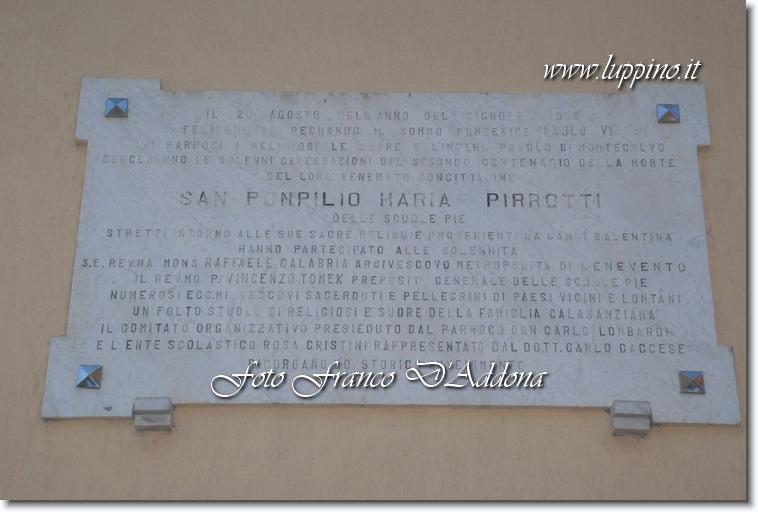 www.luppino.it
IL 20 AGOSTO DELL'ANNO DEL SIGNORE 1966
FELICEMENTE REGNANDO IL SOMMO PONTEFICE PAOLO VI
I PARROCI I RELIGIOSI LE SUORE E L'INTERO POPOLO DI MONTECALVO
CONCLUSONO LE SOLENNI CELEBRAZIONI DEL SECONDO CENTENARIO DELLA MORTE
DEL LORO VENERATO CONCITTADINO
SAN POMPILIO MARIA PIRROTTI
DELLE SCUOLE PIE
STRETTI INTORNO ALLE SUE SACRE RELIQUIE PROVENIENTI DA CAMPI SALENTINA
HANNO PARTECIPATO ALLE SOLENNITA
S.E. REV.MA MONS RAFFAELE CALABRIA ARCIVESCOVO METROPOLITA DI BENEVENTO
IL REV.MO P. VINCENZO TOMEK PREPOSITO GENERALE DELLE SCUOLE PIE
NUMEROSI ECC.MI VESCOVI SACERDOTI E PELLEGRINI DI PAESI VICINI E LONTANI
UN FOLTO STUOLO DI RELIGIOSI E SUORE DELLA FAMIGLIA CALASANZIANA
IL COMITATO ORGANIZZATIVO PRESIEDUTO DAL PARROCO DON CARLO LOMBARDI
E L'ENTE SCOLASTICO ROSA CRISTINI RAPPRESENTATO DAL DOTT. CARLO CACCESE
STORICO AVVENIMENTO
Foto Franco D'Addona